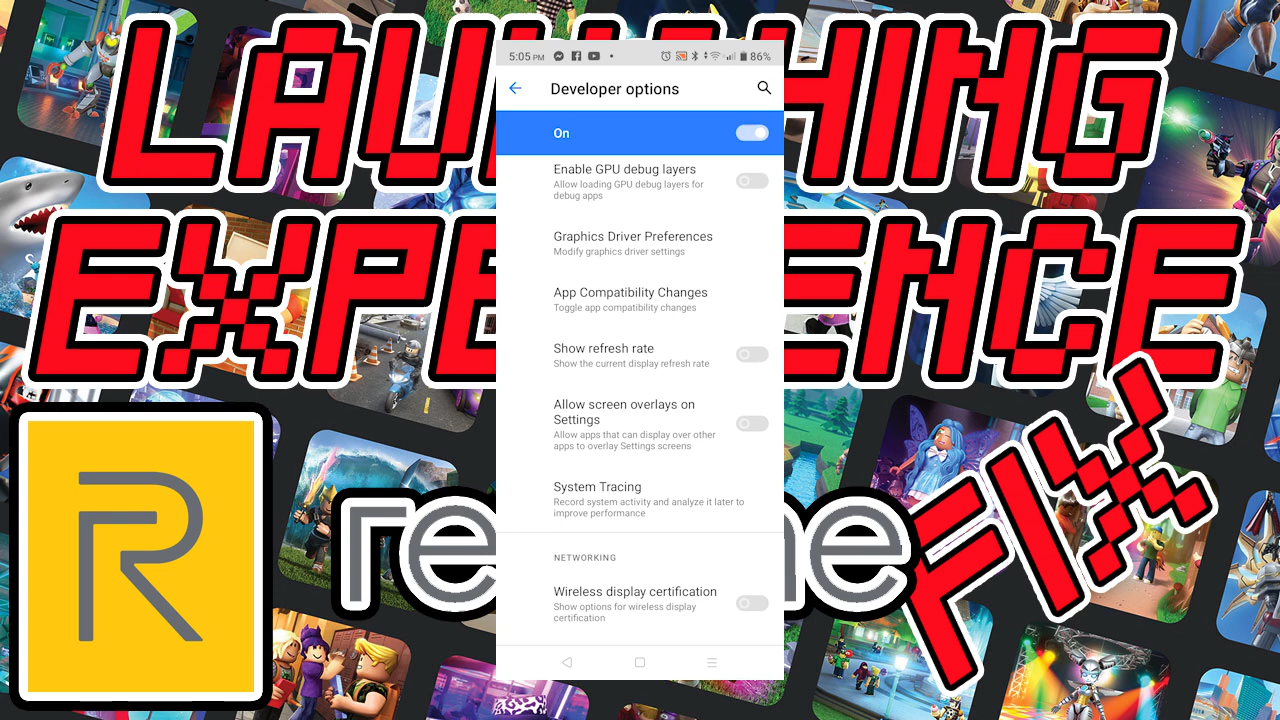 LAUNCHING
EXPERIENCE
realme
FIX
R
5:05 PM
86%
Developer options
On
Enable GPU debug layers
Allow loading GPU debug layers for
debug apps
Graphics Driver Preferences
Modify graphics driver settings
App Compatibility Changes
Toggle app compatibility changes
Show refresh rate
Show the current display refresh rate
Allow screen overlays on
Settings
Allow apps that can display over other
apps to overlay Settings screens
System Tracing
Record system activity and analyze it later to
improve performance
NETWORKING
Wireless display certification
Show options for wireless display
certification